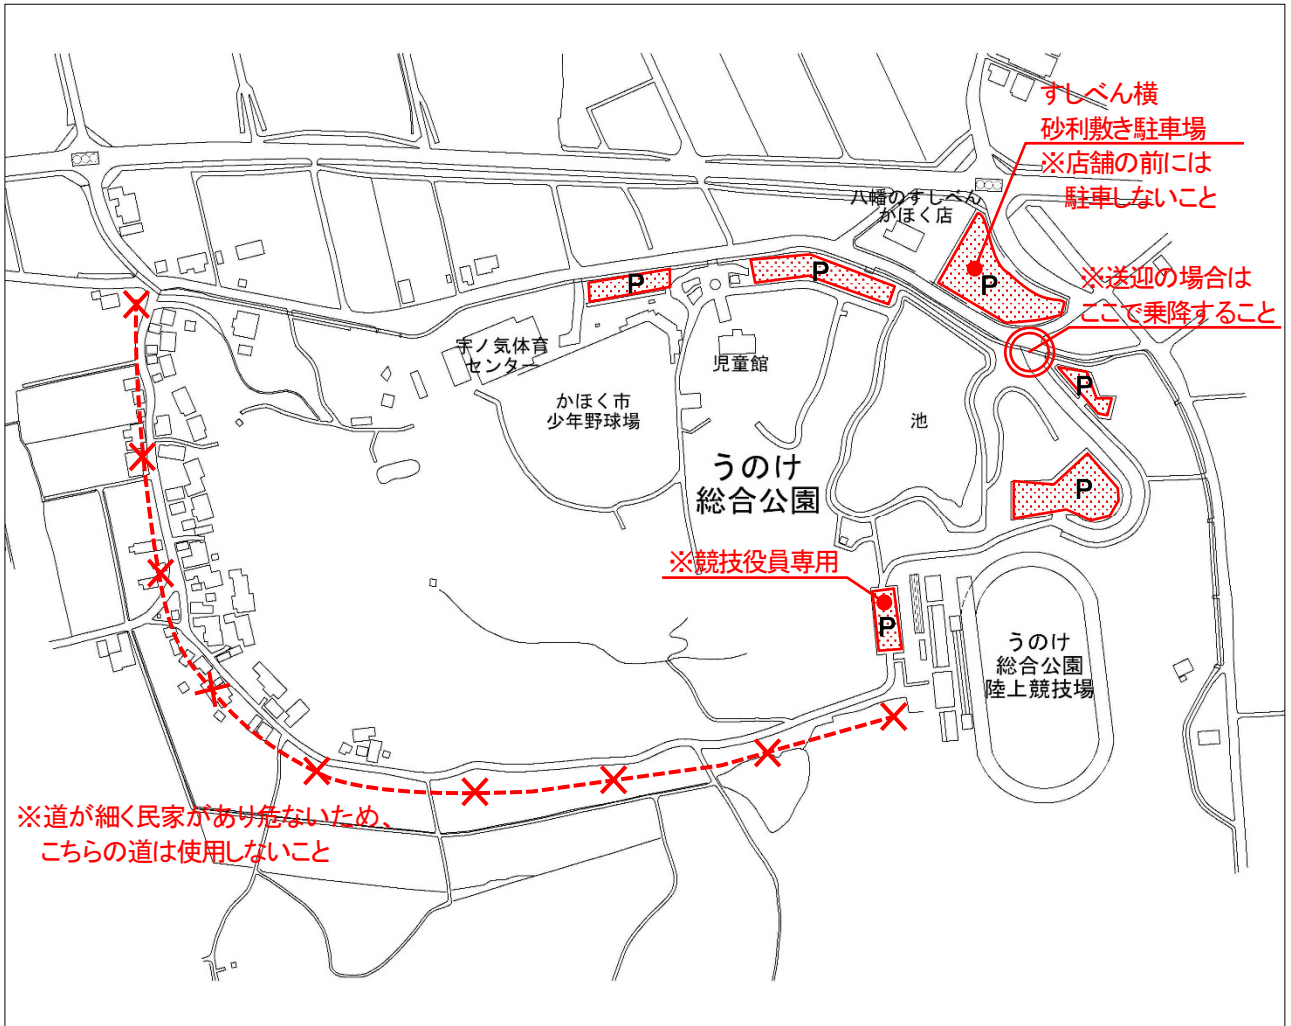 すしべん横
砂利敷き駐車場
※店舗の前には
駐車しないこと
八幡のすしべん
かほく店
P
※送迎の場合は
ここで乗降すること
P
P
P
宇ノ気体育
センター
児童館
かほく市
少年野球場
池
うのけ
総合公園
P
※競技役員専用
P
うのけ
総合公園
陸上競技場
※道が細く民家があり危ないため、
こちらの道は使用しないこと